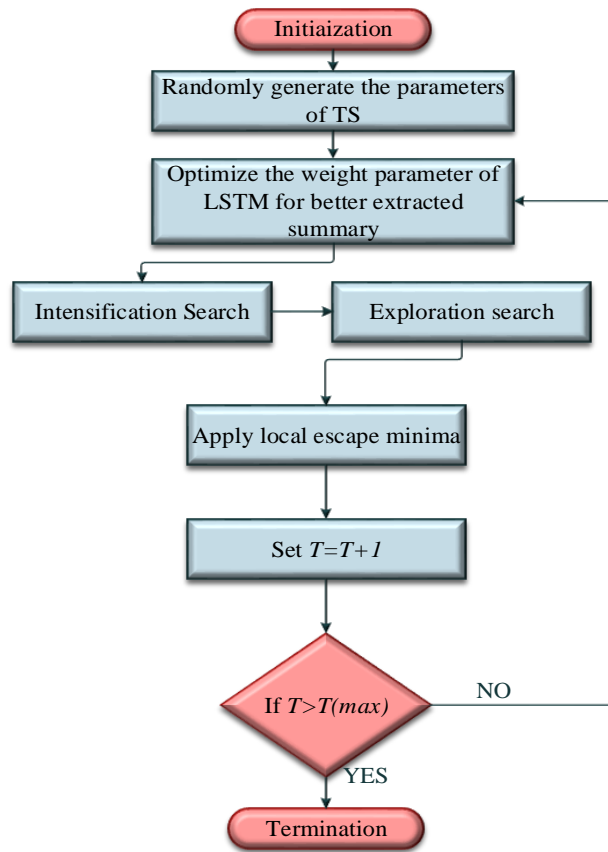 Initiaization
Randomly generate the parameters
of TS
Optimize the weight parameter of
LSTM for better extracted
summary
Intensification Search
Exploration search
Apply local escape minima
Set T=T+1
If T>T(max)
NO
YES
Termination